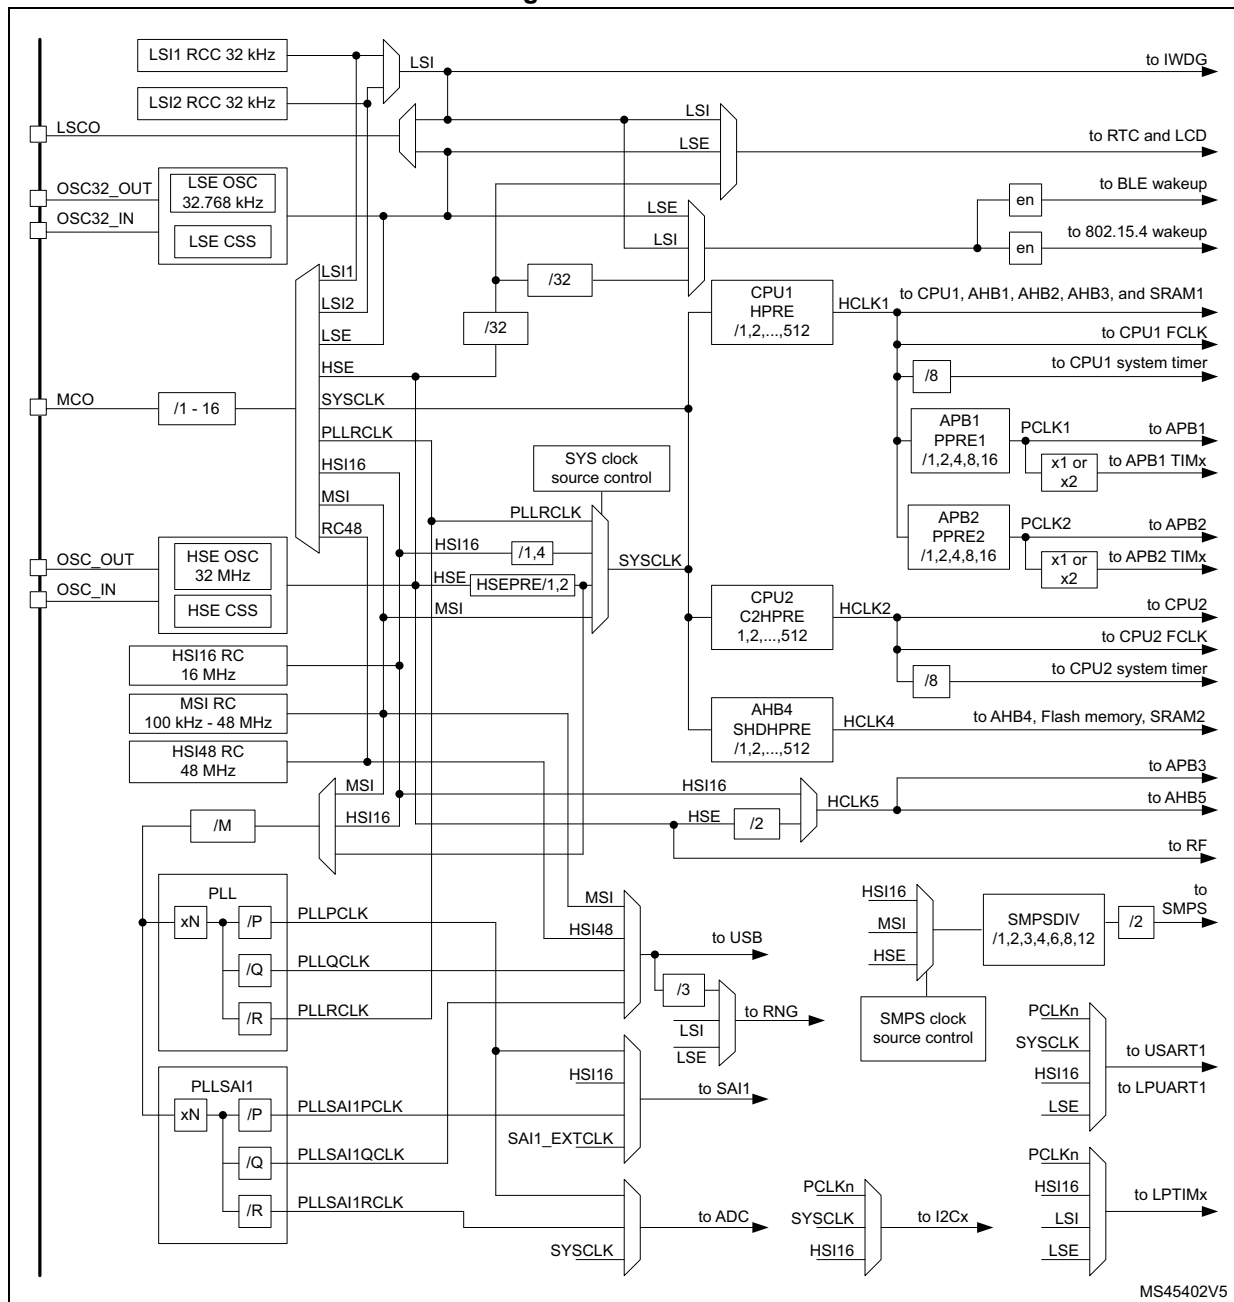 LSI1 RCC 32 kHz
LSI
to IWDG
LSI2 RCC 32 kHz
LSCO
LSI
LSE
to RTC and LCD
OSC32_OUT
OSC32_IN
LSE OSC
32.768 kHz
LSE CSS
LSE
LSI
to BLE wakeup
en
to 802.15.4 wakeup
en
/32
/32
LSI1
LSI2
LSE
HSE
SYSCLK
PLLRCLK
HSI16
MSI
RC48
MCO
/1 - 16
CPU1
HPRE
/1,2,...,512
HCLK1
to CPU1, AHB1, AHB2, AHB3, and SRAM1
to CPU1 FCLK
to CPU1 system timer
/8
APB1
PPRE1
/1,2,4,8,16
PCLK1
to APB1
x1 or
x2
to APB1 TIMx
SYS clock
source control
PLLRCLK
HSI16
/1,4
HSE
HSEPRE/1,2
MSI
SYSCLK
APB2
PPRE2
/1,2,4,8,16
PCLK2
to APB2
x1 or
x2
to APB2 TIMx
OSC_OUT
OSC_IN
HSE OSC
32 MHz
HSE CSS
CPU2
C2HPRE
1,2,...,512
HCLK2
to CPU2
to CPU2 FCLK
to CPU2 system timer
/8
HSI16 RC
16 MHz
MSI RC
100 kHz - 48 MHz
HSI48 RC
48 MHz
AHB4
SHDHPRE
/1,2,...,512
HCLK4
to AHB4, Flash memory, SRAM2
MSI
HSI16
/M
HSI16
HSE
/2
HCLK5
to APB3
to AHB5
to RF
PLL
xN
/P
PLLPCLK
/Q
PLLQCLK
/R
PLLRCLK
MSI
HSI48
to USB
/3
LSI
LSE
to RNG
HSI16
MSI
HSE
SMPSDIV
/1,2,3,4,6,8,12
/2
to
SMPS
SMPS clock
source control
PLLSAI1
xN
/P
PLLSAI1PCLK
/Q
PLLSAI1QCLK
/R
PLLSAI1RCLK
HSI16
SAI1_EXTCLK
to SAI1
SYSCLK
to ADC
PCLKn
SYSCLK
HSI16
to I2Cx
PCLKn
SYSCLK
HSI16
LSE
to USART1
to LPUART1
PCLKn
HSI16
LSI
LSE
to LPTIMx
MS45402V5